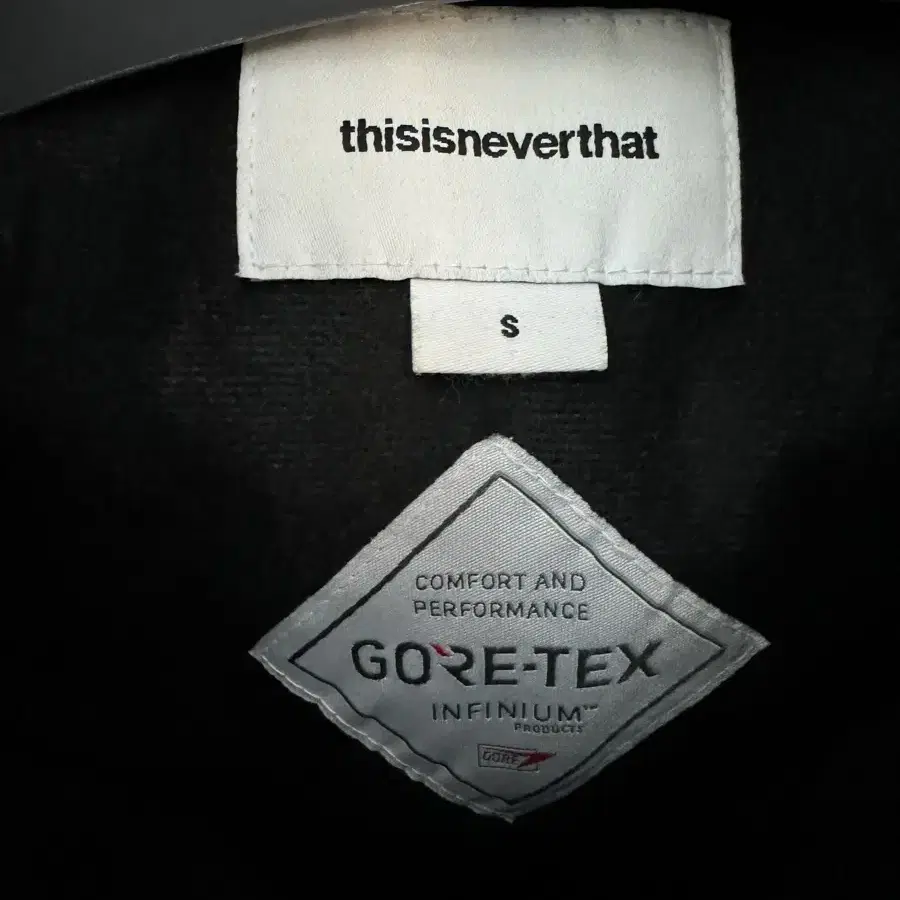 thisisneverthat
S
COMFORT AND
PERFORMANCE
GORE-TEX
INFINIUM™
PRODUCTS
GORE